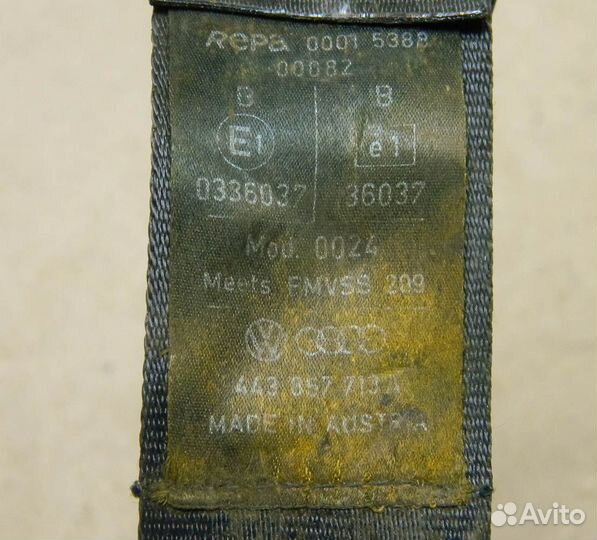 Repa 0001 5388
00082
B B
E1 e1
0336037 36037
Mod. 0024
Meets FMVSS 209
443 857 713 A
MADE IN AUSTRIA
Avito